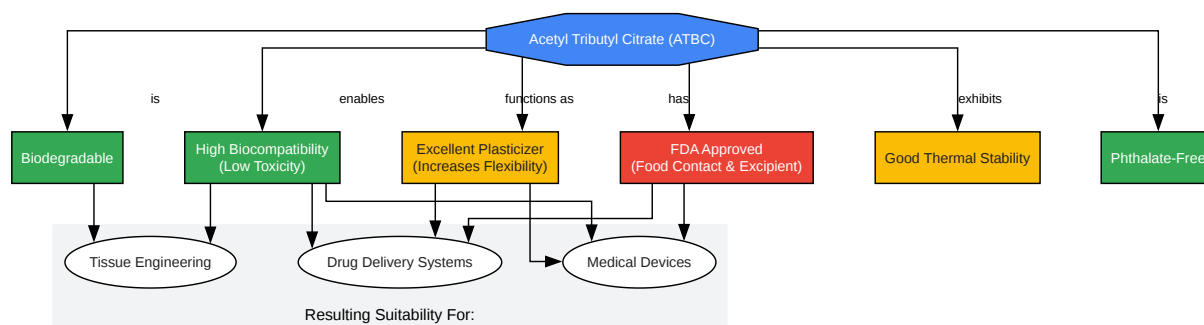 Acetyl Tributyl Citrate (ATBC)
is
enables
functions as
has
exhibits
is
Biodegradable
High Biocompatibility
(Low Toxicity)
Excellent Plasticizer
(Increases Flexibility)
FDA Approved
(Food Contact & Excipient)
Good Thermal Stability
Phthalate-Free
Tissue Engineering
Drug Delivery Systems
Medical Devices
Resulting Suitability For: